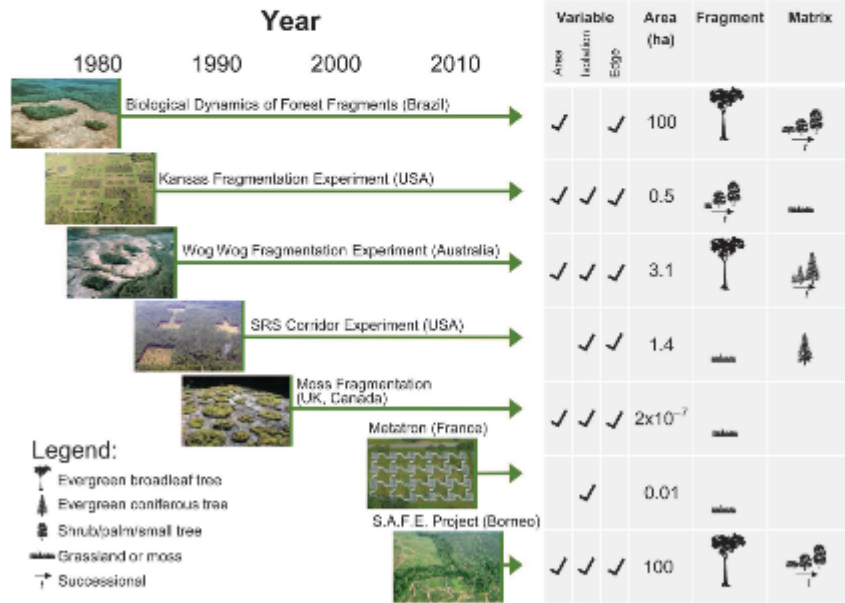 Year
1980 1990 2000 2010
Variable Area (ha) Fragment Matrix
Area Isolation Edge
Biological Dynamics of Forest Fragments (Brazil)
100
Kansas Fragmentation Experiment (USA)
0.5
Wog Wog Fragmentation Experiment (Australia)
3.1
SRS Corridor Experiment (USA)
1.4
Moss Fragmentation
(UK, Canada)
2x10⁻⁷
Metatron (France)
0.01
S.A.F.E. Project (Borneo)
100
Legend:
Evergreen broadleaf tree
Evergreen coniferous tree
Shrub/palm/small tree
Grassland or moss
Successional